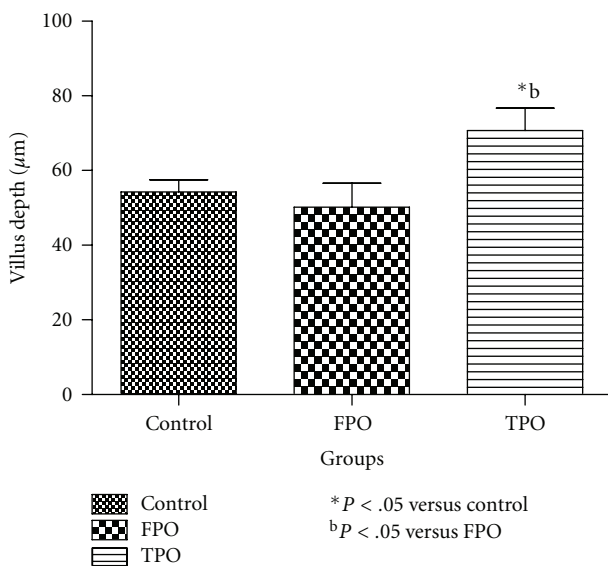 100
80
60
40
20
0
Villus depth (μm)
*b
Control FPO TPO
Groups
Control
FPO
TPO
*P < .05 versus control
bP < .05 versus FPO